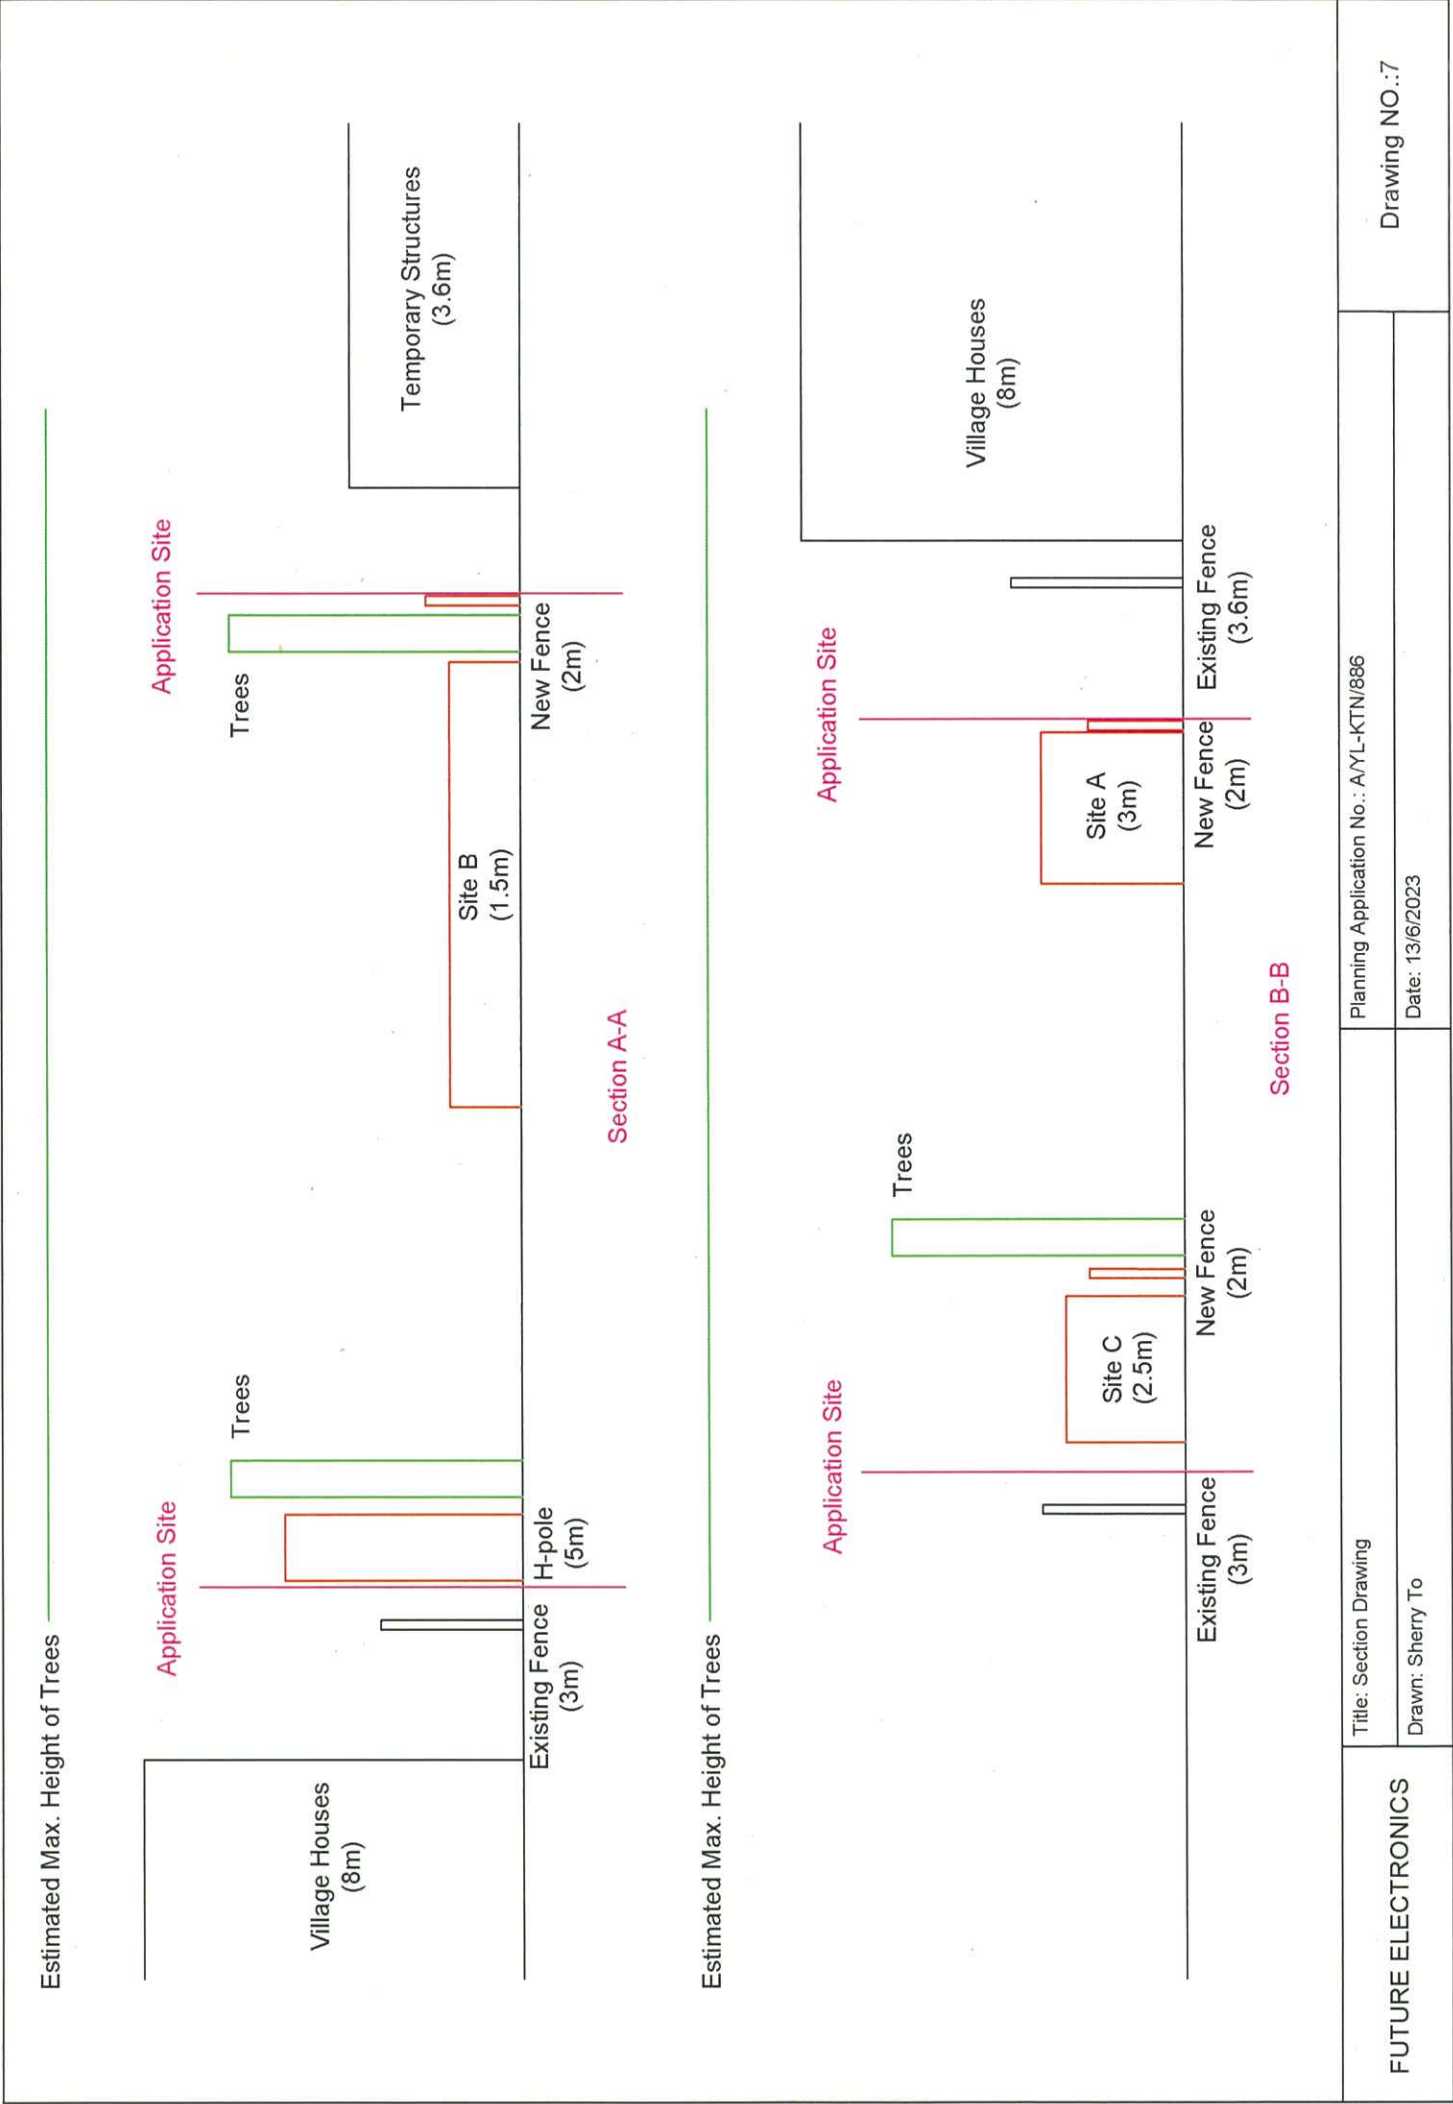 Estimated Max. Height of Trees
Application Site
Application Site
Trees
Trees
Village Houses
(8m)
Temporary Structures
(3.6m)
Site B
(1.5m)
Existing Fence
(3m)
H-pole
(5m)
New Fence
(2m)
Section A-A
Estimated Max. Height of Trees
Application Site
Application Site
Trees
Village Houses
(8m)
Site C
(2.5m)
Site A
(3m)
Existing Fence
(3m)
New Fence
(2m)
New Fence
(2m)
Existing Fence
(3.6m)
Section B-B
FUTURE ELECTRONICS
Title: Section Drawing
Planning Application No.: A/YL-KTN/886
Drawn: Sherry To
Date: 13/6/2023
Drawing NO.:7